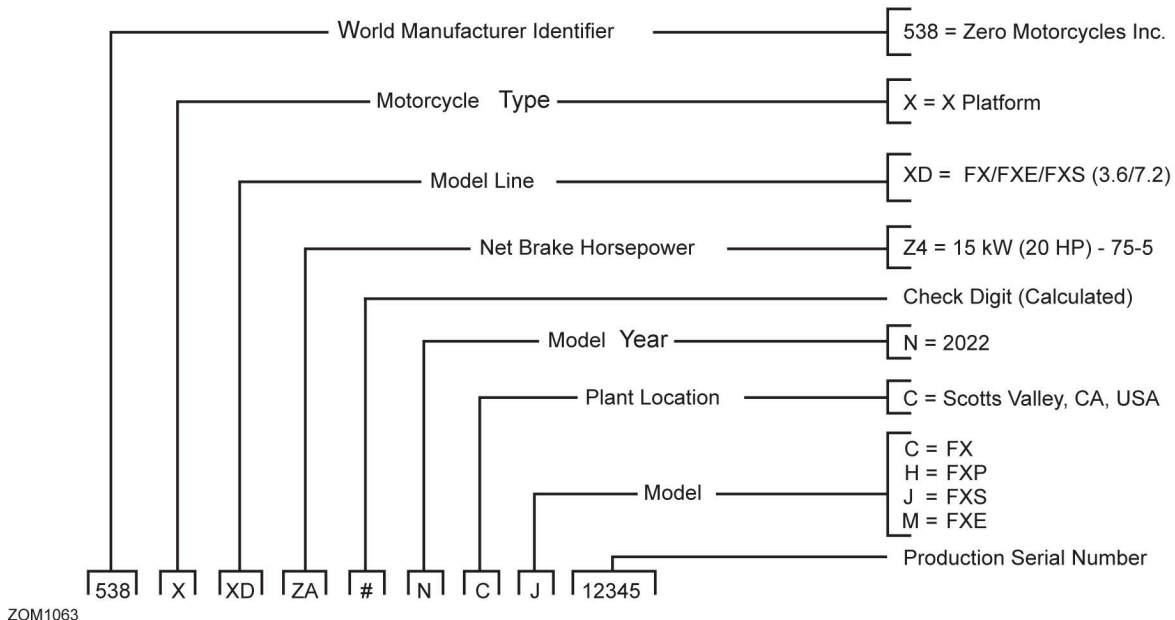 World Manufacturer Identifier
538 = Zero Motorcycles Inc.
Motorcycle Type
X = X Platform
Model Line
XD = FX/FXE/FXS (3.6/7.2)
Net Brake Horsepower
Z4 = 15 kW (20 HP) - 75-5
Check Digit (Calculated)
Model Year
N = 2022
Plant Location
C = Scotts Valley, CA, USA
Model
C = FX
H = FXP
J = FXS
M = FXE
Production Serial Number
538 X XD ZA # N C J 12345
ZOM1063